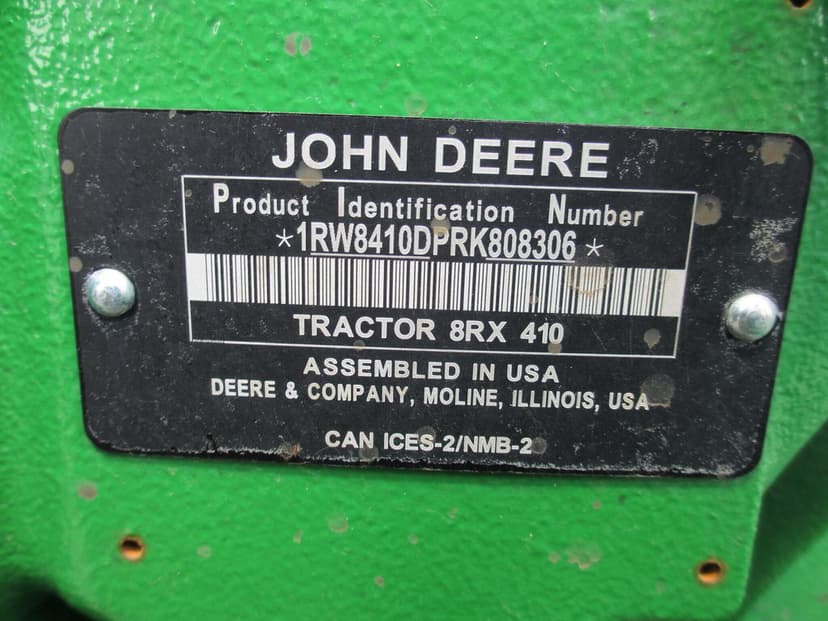 JOHN DEERE
Product Identification Number
*1RW8410DPRK808306*
TRACTOR 8RX 410
ASSEMBLED IN USA
DEERE & COMPANY, MOLINE, ILLINOIS, USA
CAN ICES-2/NMB-2